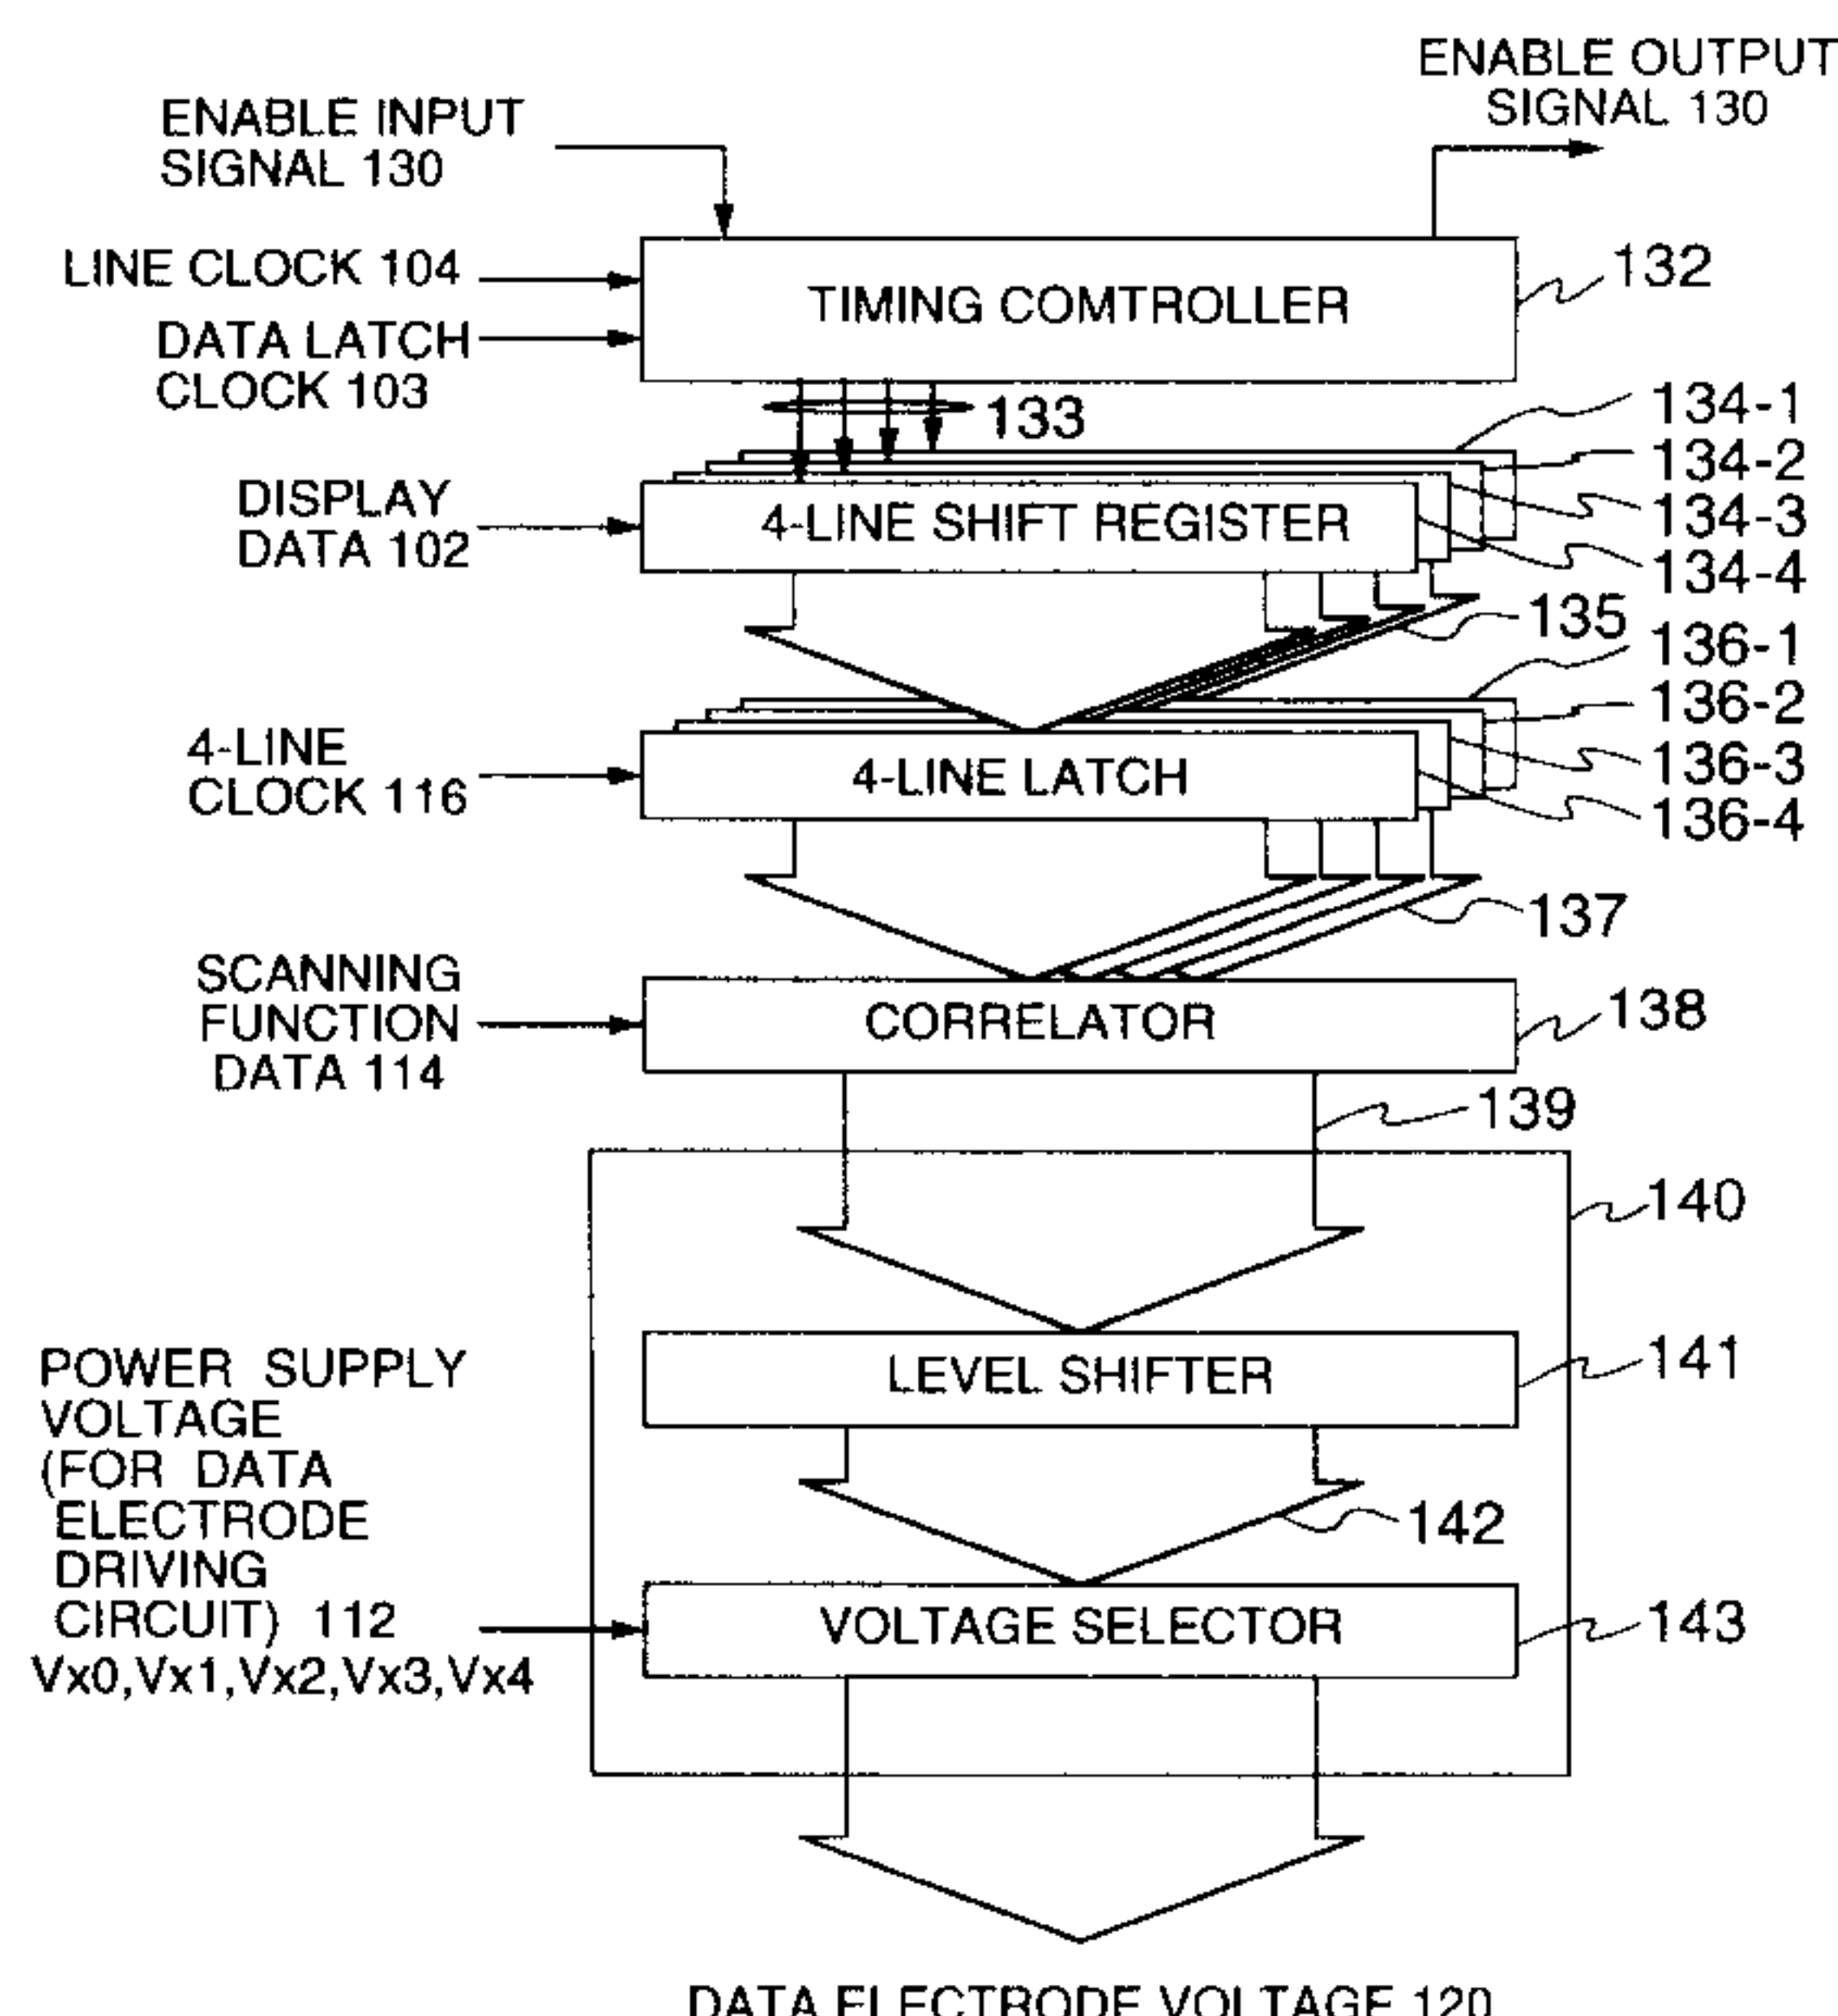 ENABLE OUTPUT
SIGNAL 130
ENABLE INPUT
SIGNAL 130
LINE CLOCK 104
132
TIMING COMTROLLER
DATA LATCH
CLOCK 103
133
134-1
134-2
134-3
134-4
DISPLAY
DATA 102
4-LINE SHIFT REGISTER
135
136-1
136-2
136-3
136-4
4-LINE
CLOCK 116
4-LINE LATCH
137
SCANNING
FUNCTION
DATA 114
CORRELATOR
138
139
140
LEVEL SHIFTER
141
POWER SUPPLY
VOLTAGE
(FOR DATA
ELECTRODE
DRIVING
CIRCUIT) 112
Vx0,Vx1,Vx2,Vx3,Vx4
142
VOLTAGE SELECTOR
143
DATA ELECTRODE VOLTAGE 120